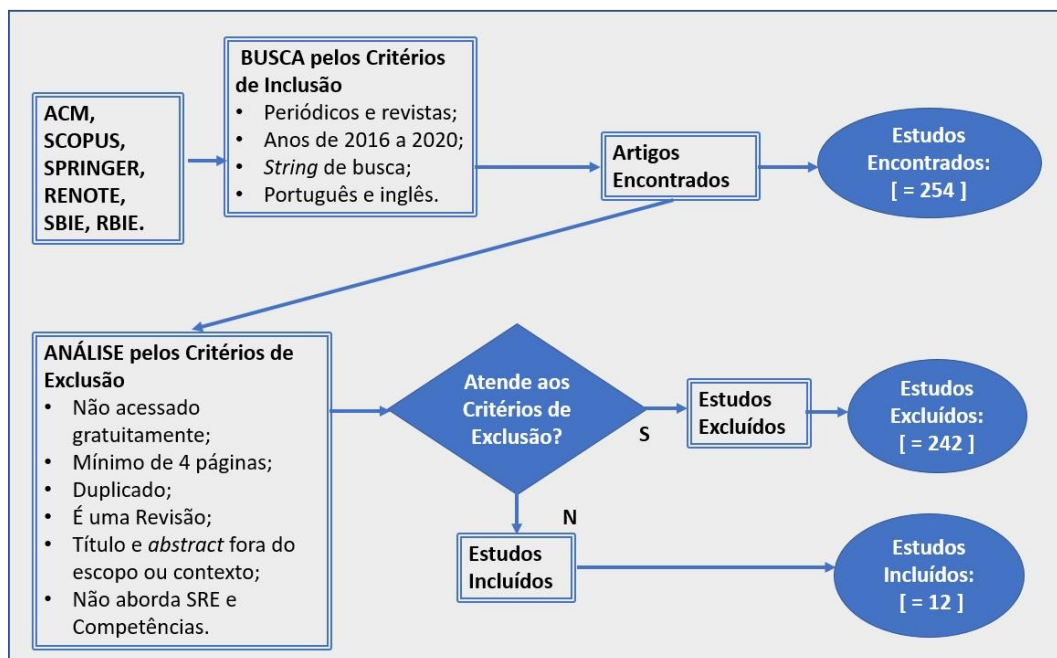 ACM,
SCOPUS,
SPRINGER,
RENOTE,
SBIE, RBIE.
BUSCA pelos Critérios
de Inclusão
• Periódicos e revistas;
• Anos de 2016 a 2020;
• String de busca;
• Português e inglês.
Artigos
Encontrados
Estudos
Encontrados:
[ = 254 ]
ANÁLISE pelos Critérios de
Exclusão
• Não acessado
gratuitamente;
• Mínimo de 4 páginas;
• Duplicado;
• É uma Revisão;
• Título e abstract fora do
escopo ou contexto;
• Não aborda SRE e
Competências.
Atende aos
Critérios de
Exclusão?
S
Estudos
Excluídos
Estudos
Excluídos:
[ = 242 ]
N
Estudos
Incluídos
Estudos
Incluídos:
[ = 12 ]